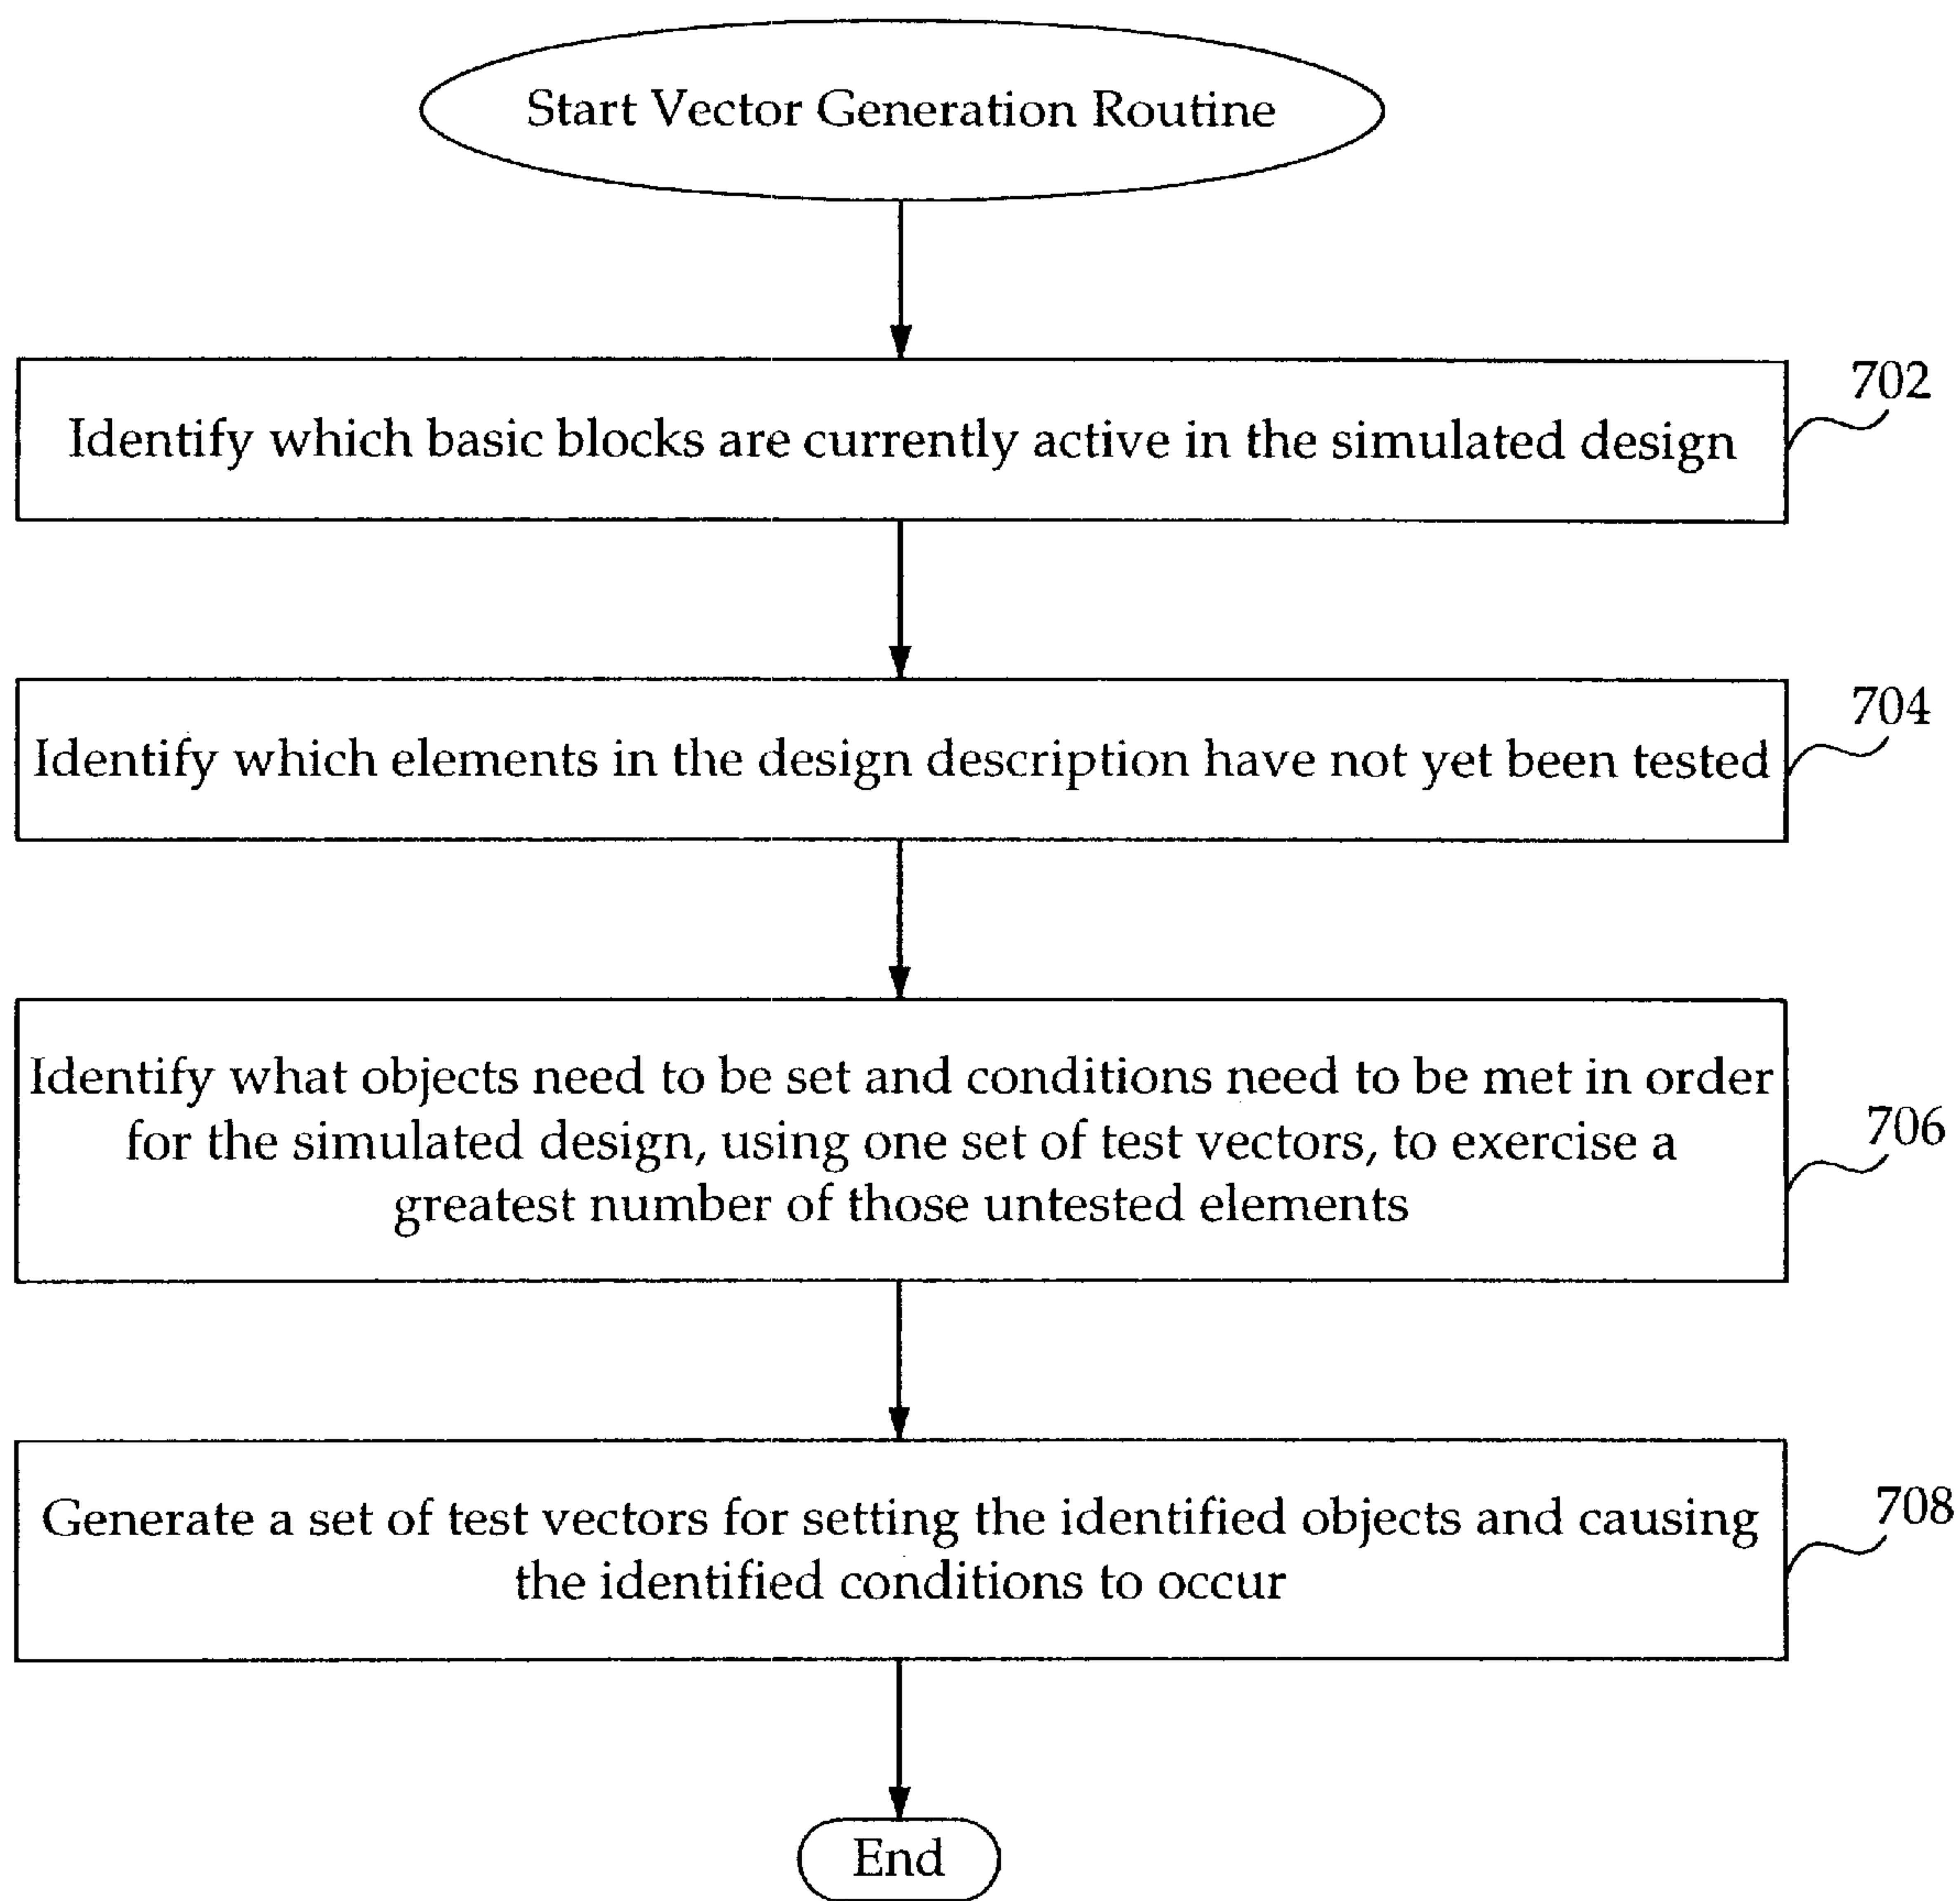 Start Vector Generation Routine
702
Identify which basic blocks are currently active in the simulated design
704
Identify which elements in the design description have not yet been tested
Identify what objects need to be set and conditions need to be met in order
for the simulated design, using one set of test vectors, to exercise a
706
greatest number of those untested elements
708
Generate a set of test vectors for setting the identified objects and causing
the identified conditions to occur
End